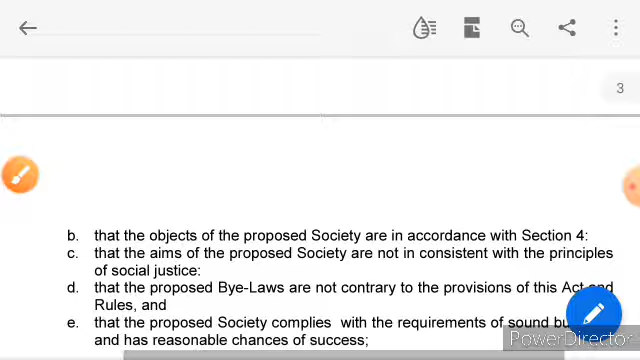 3
b. that the objects of the proposed Society are in accordance with Section 4:
c. that the aims of the proposed Society are not in consistent with the principles
of social justice:
d. that the proposed Bye-Laws are not contrary to the provisions of this Act and
Rules, and
e. that the proposed Society complies with the requirements of sound
and has reasonable chances of success;
PowerDirector